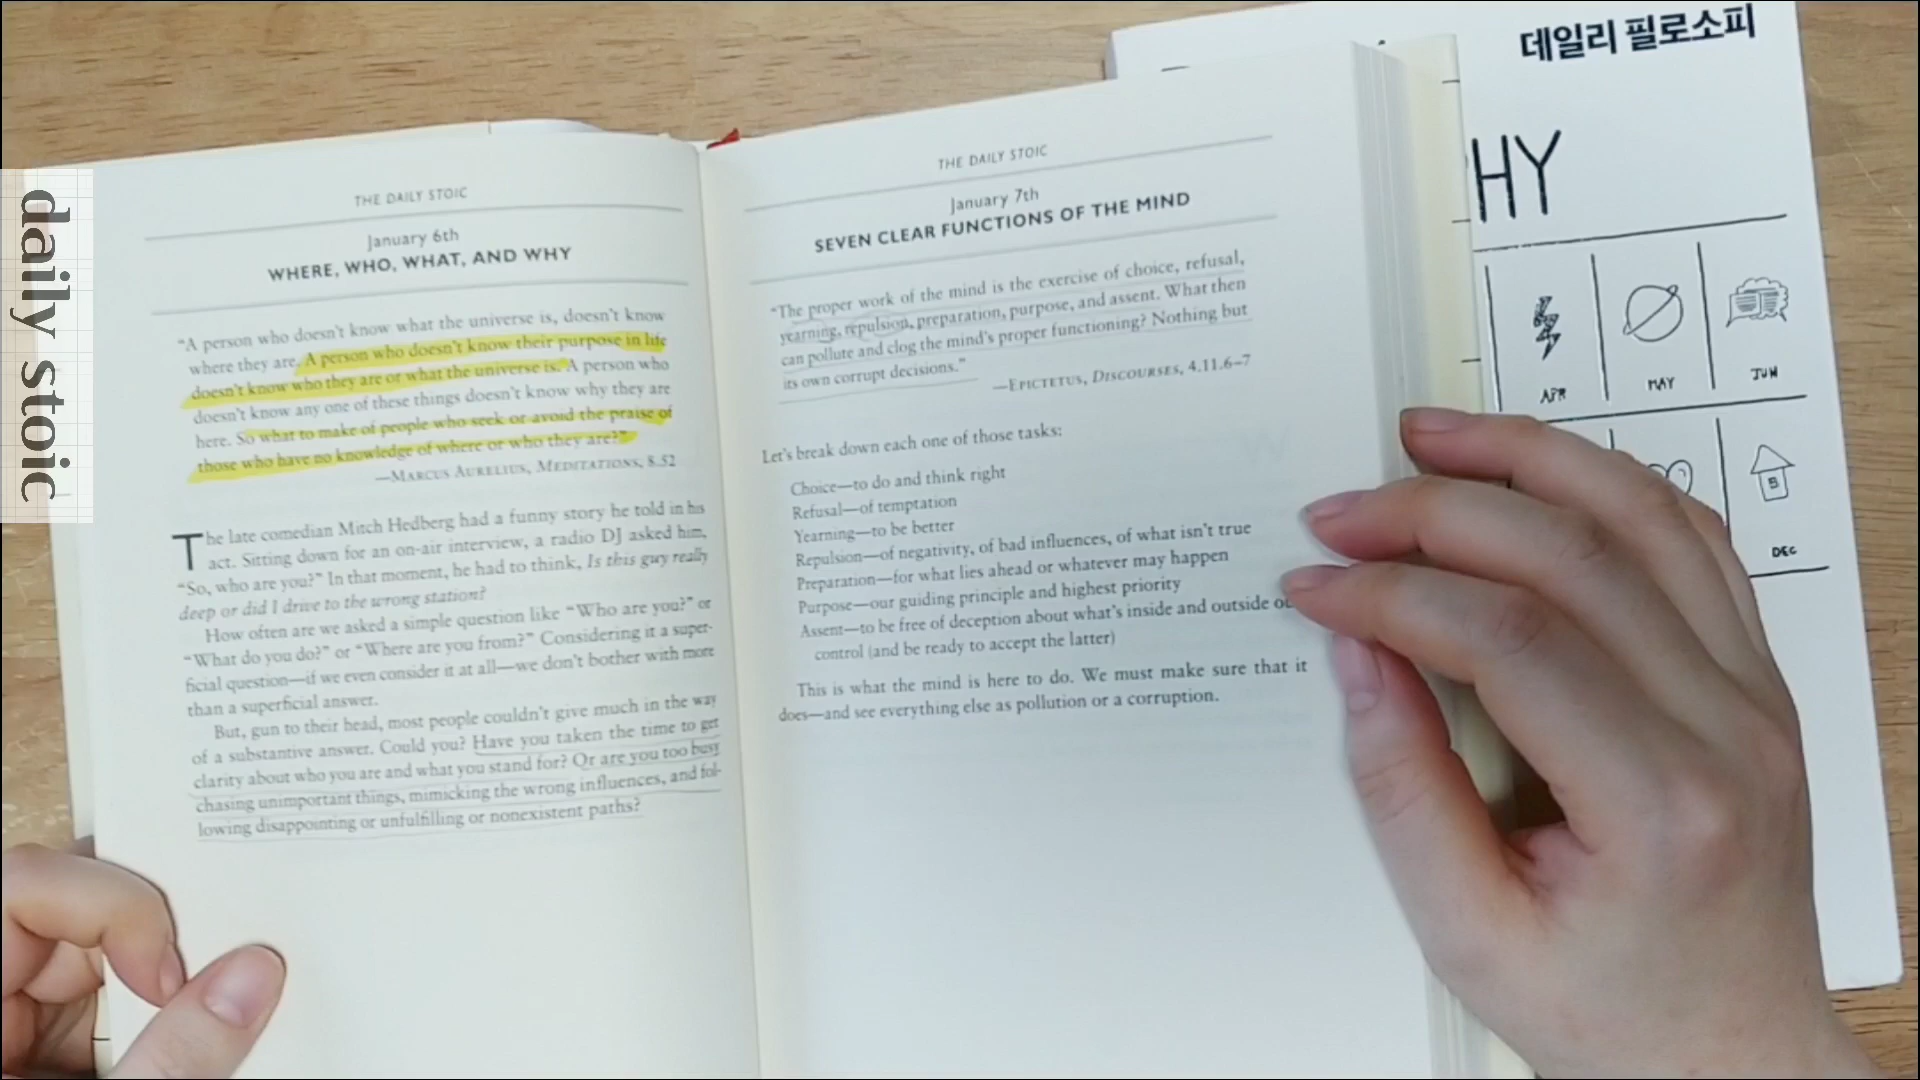 daily stoic
THE DAILY STOIC
January 6th
WHERE, WHO, WHAT, AND WHY
“A person who doesn’t know what the universe is, doesn’t know
where they are. A person who doesn’t know their purpose in life
doesn’t know who they are or what the universe is. A person who
doesn’t know any one of these things doesn’t know why they are
here. So what to make of people who seek or avoid the praise of
those who have no knowledge of where or who they are?”
—MARCUS AURELIUS, MEDITATIONS, 8.52
The late comedian Mitch Hedberg had a funny story he told in his
act. Sitting down for an on-air interview, a radio DJ asked him,
“So, who are you?” In that moment, he had to think, Is this guy really
deep or did I drive to the wrong station?
How often are we asked a simple question like “Who are you?” or
“What do you do?” or “Where are you from?” Considering it a super-
ficial question—if we even consider it at all—we don’t bother with more
than a superficial answer.
But, gun to their head, most people couldn’t give much in the way
of a substantive answer. Could you? Have you taken the time to get
clarity about who you are and what you stand for? Or are you too busy
chasing unimportant things, mimicking the wrong influences, and fol-
lowing disappointing or unfulfilling or nonexistent paths?
THE DAILY STOIC
January 7th
SEVEN CLEAR FUNCTIONS OF THE MIND
“The proper work of the mind is the exercise of choice, refusal,
yearning, repulsion, preparation, purpose, and assent. What then
can pollute and clog the mind’s proper functioning? Nothing but
its own corrupt decisions.”
—EPICTETUS, DISCOURSES, 4.11.6–7
Let’s break down each one of those tasks:
Choice—to do and think right
Refusal—of temptation
Yearning—to be better
Repulsion—of negativity, of bad influences, of what isn’t true
Preparation—for what lies ahead or whatever may happen
Purpose—our guiding principle and highest priority
Assent—to be free of deception about what’s inside and outside
control (and be ready to accept the latter)
This is what the mind is here to do. We must make sure that it
does—and see everything else as pollution or a corruption.
데일리 필로소피
HY
APR MAY JUN
DEC